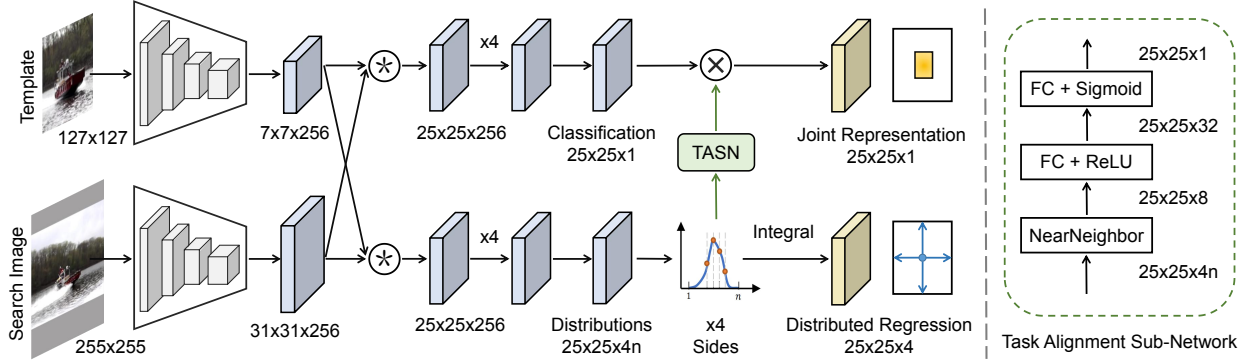 Template
127x127
7x7x256
x4
25x25x256
Classification
25x25x1
TASN
Joint Representation
25x25x1
Search Image
255x255
31x31x256
x4
25x25x256
Distributions
25x25x4n
1
n
x4
Sides
Integral
Distributed Regression
25x25x4
25x25x1
FC + Sigmoid
25x25x32
FC + ReLU
25x25x8
NearNeighbor
25x25x4n
Task Alignment Sub-Network